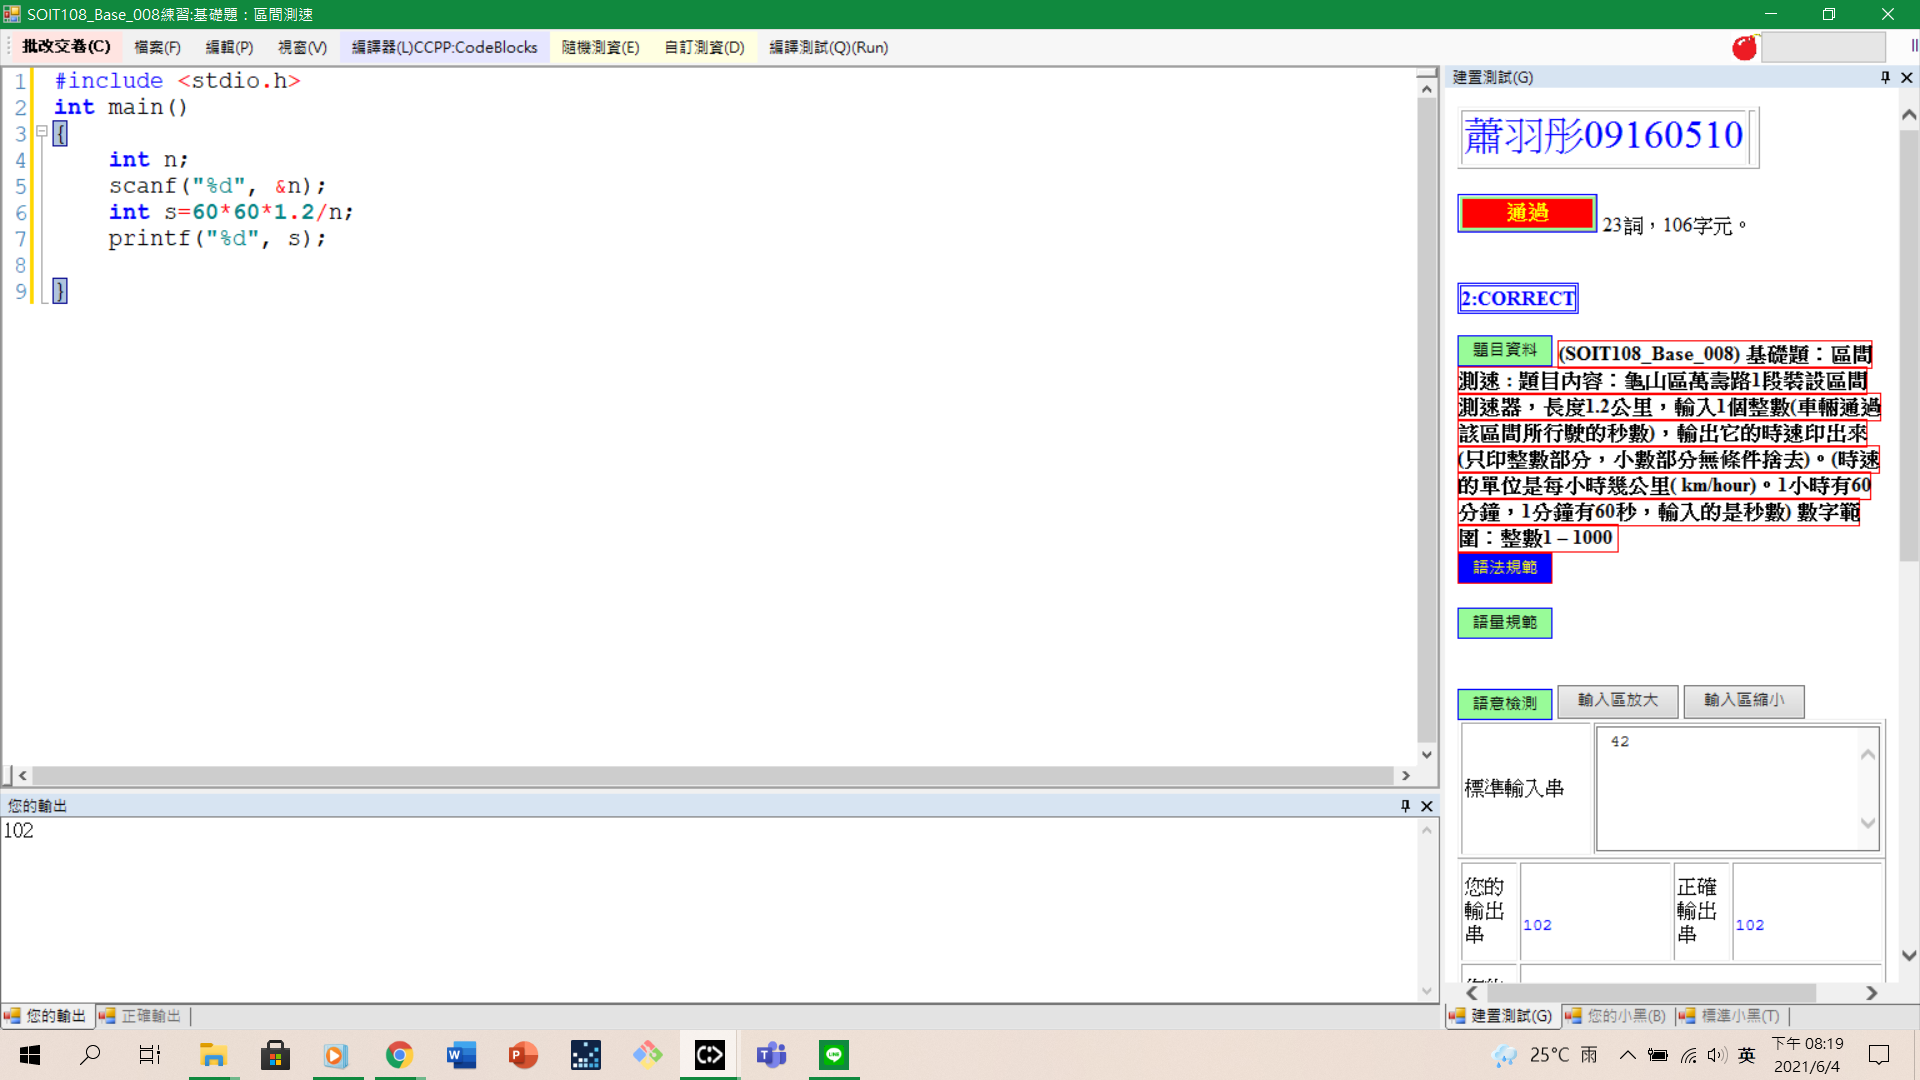 SOIT108_Base_008練習:基礎題：區間測速
批改交卷(C) 檔案(F) 編輯(P) 視窗(V) 編譯器(L)CCPP:CodeBlocks 隨機測資(E) 自訂測資(D) 編譯測試(Q)(Run)
1 #include <stdio.h>
2 int main()
3 {
4 int n;
5 scanf("%d", &n);
6 int s=60*60*1.2/n;
7 printf("%d", s);
8
9 }
您的輸出
102
您的輸出 正確輸出
建置測試(G)
蕭羽彤09160510
通過 23詞，106字元。
2:CORRECT
題目資料 (SOIT108_Base_008) 基礎題：區間
測速：題目內容：龜山區萬壽路1段裝設區間
測速器，長度1.2公里，輸入1個整數(車輛通過
該區間所行駛的秒數)，輸出它的時速印出來
(只印整數部分，小數部分無條件捨去)。(時速
的單位是每小時幾公里( km/hour)。1小時有60
分鐘，1分鐘有60秒，輸入的是秒數) 數字範
圍：整數1 – 1000
語法規範
語量規範
語意檢測 輸入區放大 輸入區縮小
標準輸入串 42
您的輸出串 102 正確輸出串 102
建置測試(G) 您的小黑(B) 標準小黑(T)
25°C 雨 英 下午 08:19
2021/6/4